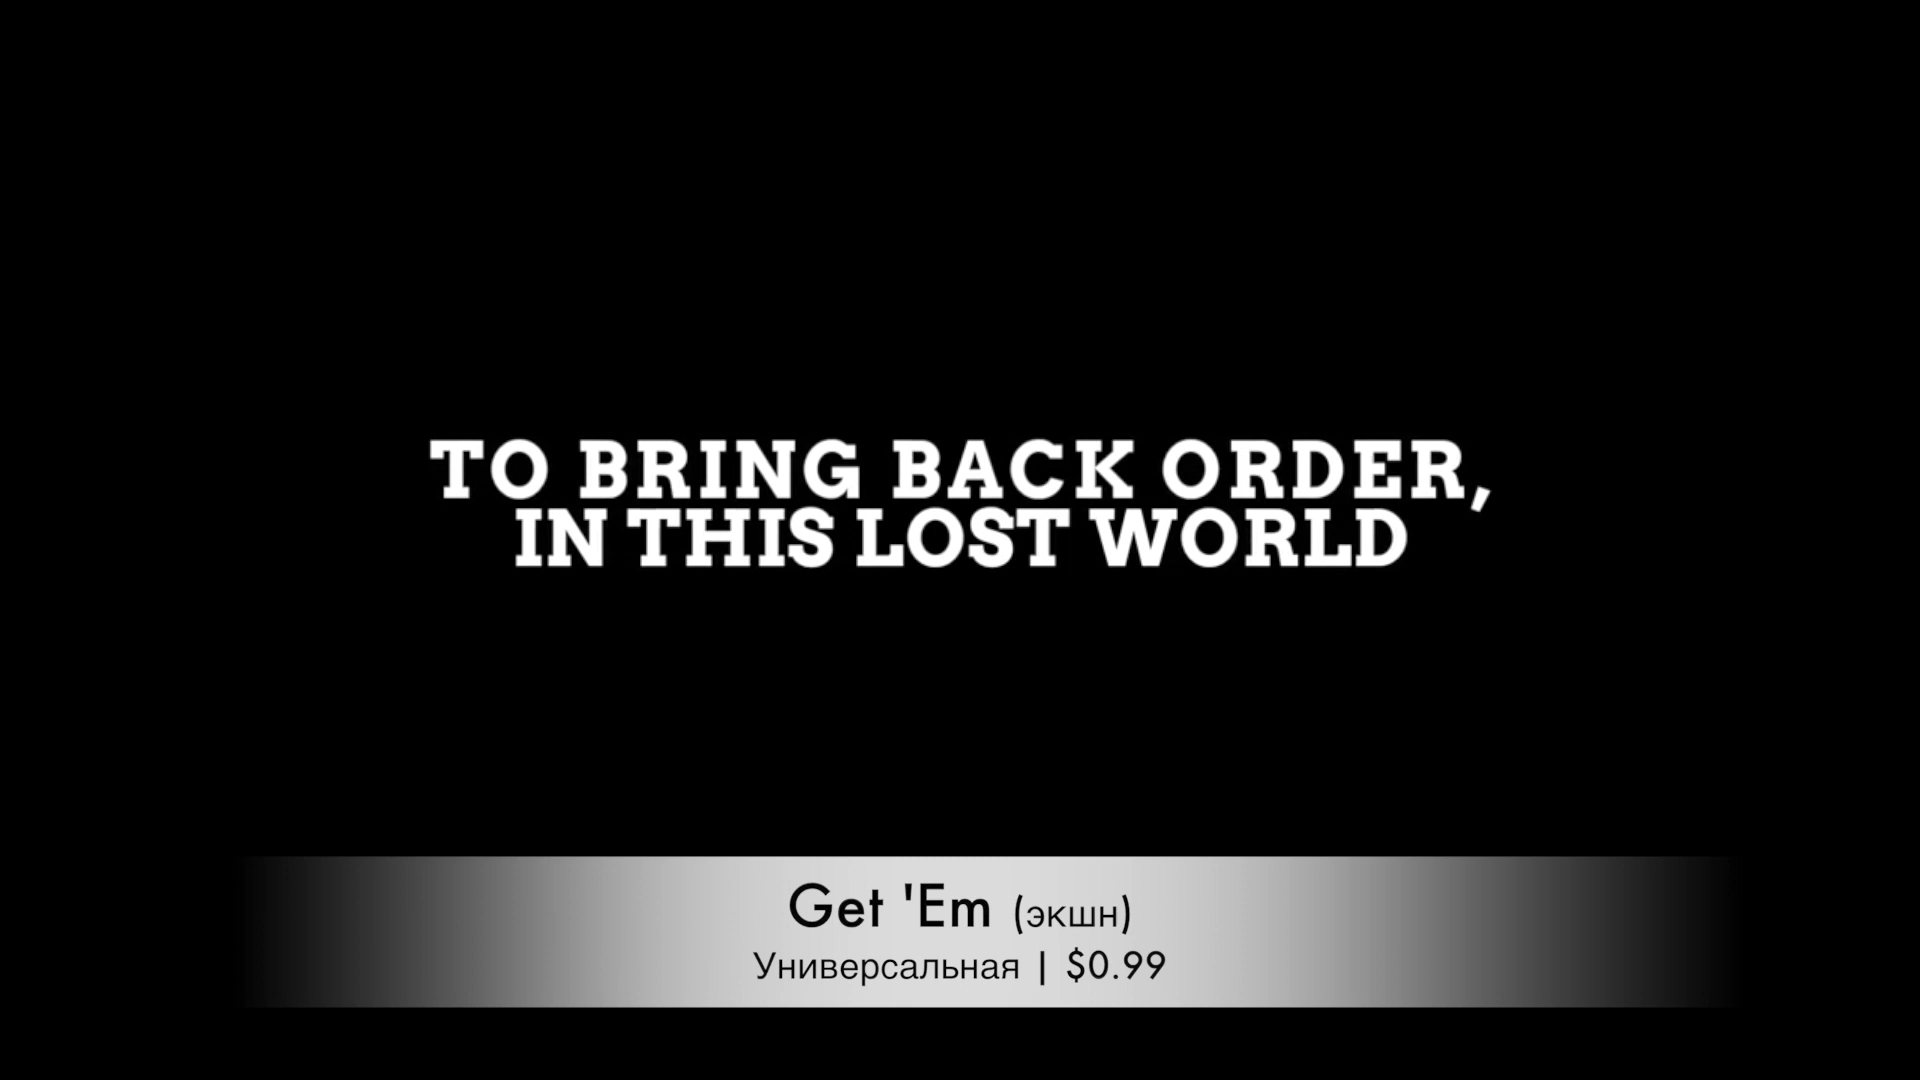 TO BRING BACK ORDER,
IN THIS LOST WORLD
Get 'Em (экшн)
Универсальная | $0.99